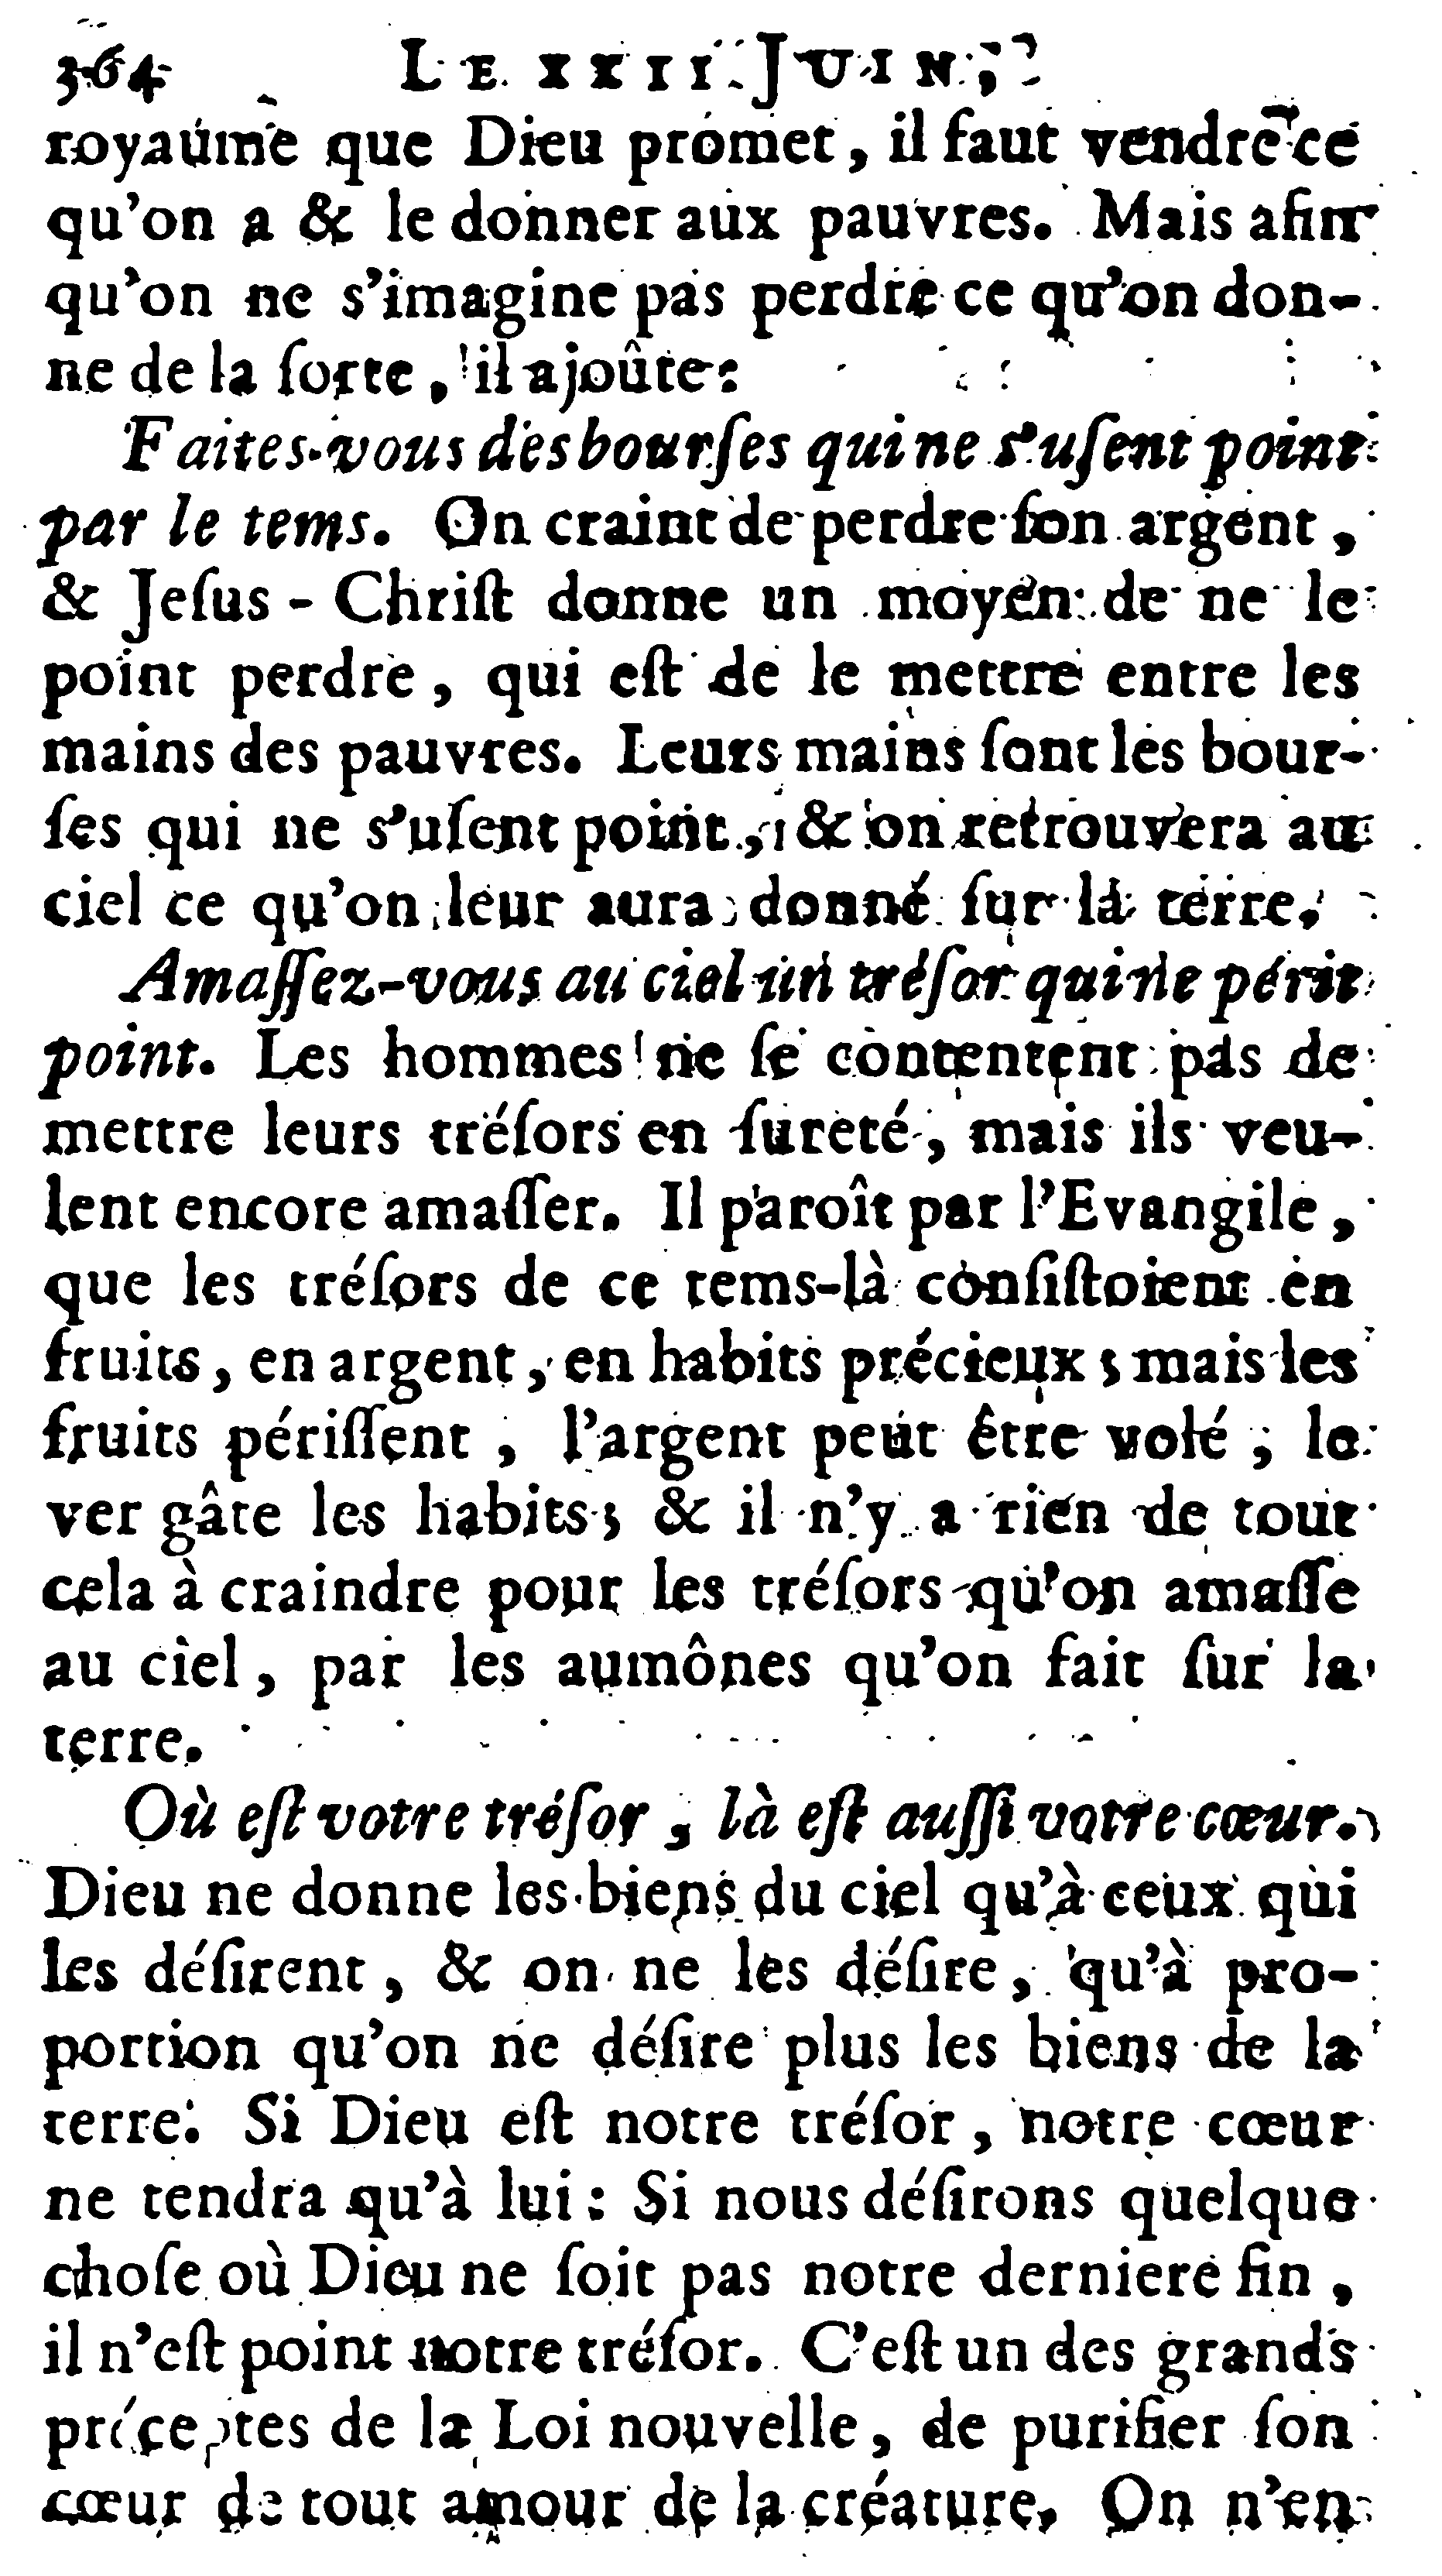 364 LE XXII JUIN,
royaume que Dieu promet, il faut vendre ce
qu'on a & le donner aux pauvres. Mais afin
qu'on ne s'imagine pas perdre ce qu'on don-
ne de la ſorte, il ajoûte:
Faites-vous des bourſes qui ne s'uſent point
par le tems. On craint de perdre ſon argent,
& Jeſus-Chriſt donne un moyen de ne le
point perdre, qui eſt de le mettre entre les
mains des pauvres. Leurs mains ſont les bour-
ſes qui ne s'uſent point, & on retrouvera au
ciel ce qu'on leur aura donné ſur la terre.
Amaſſez-vous au ciel un tréſor qui ne périt
point. Les hommes ne ſe contentent pas de
mettre leurs tréſors en ſureté, mais ils veu-
lent encore amaſſer. Il paroît par l'Evangile,
que les tréſors de ce tems-là conſiſtoient en
fruits, en argent, en habits précieux; mais les
fruits périſſent, l'argent peut être volé; le
ver gâte les habits; & il n'y a rien de tout
cela à craindre pour les tréſors qu'on amaſſe
au ciel, par les aumônes qu'on fait ſur la
terre.
Où eſt votre tréſor, là eſt auſſi votre cœur.
Dieu ne donne les biens du ciel qu'à ceux qui
les déſirent, & on ne les déſire, qu'à pro-
portion qu'on ne déſire plus les biens de la
terre. Si Dieu eſt notre tréſor, notre cœur
ne tendra qu'à lui: Si nous déſirons quelque
choſe où Dieu ne ſoit pas notre derniere fin,
il n'eſt point notre tréſor. C'eſt un des grands
préceptes de la Loi nouvelle, de purifier ſon
cœur de tout amour de la créature. On n'en